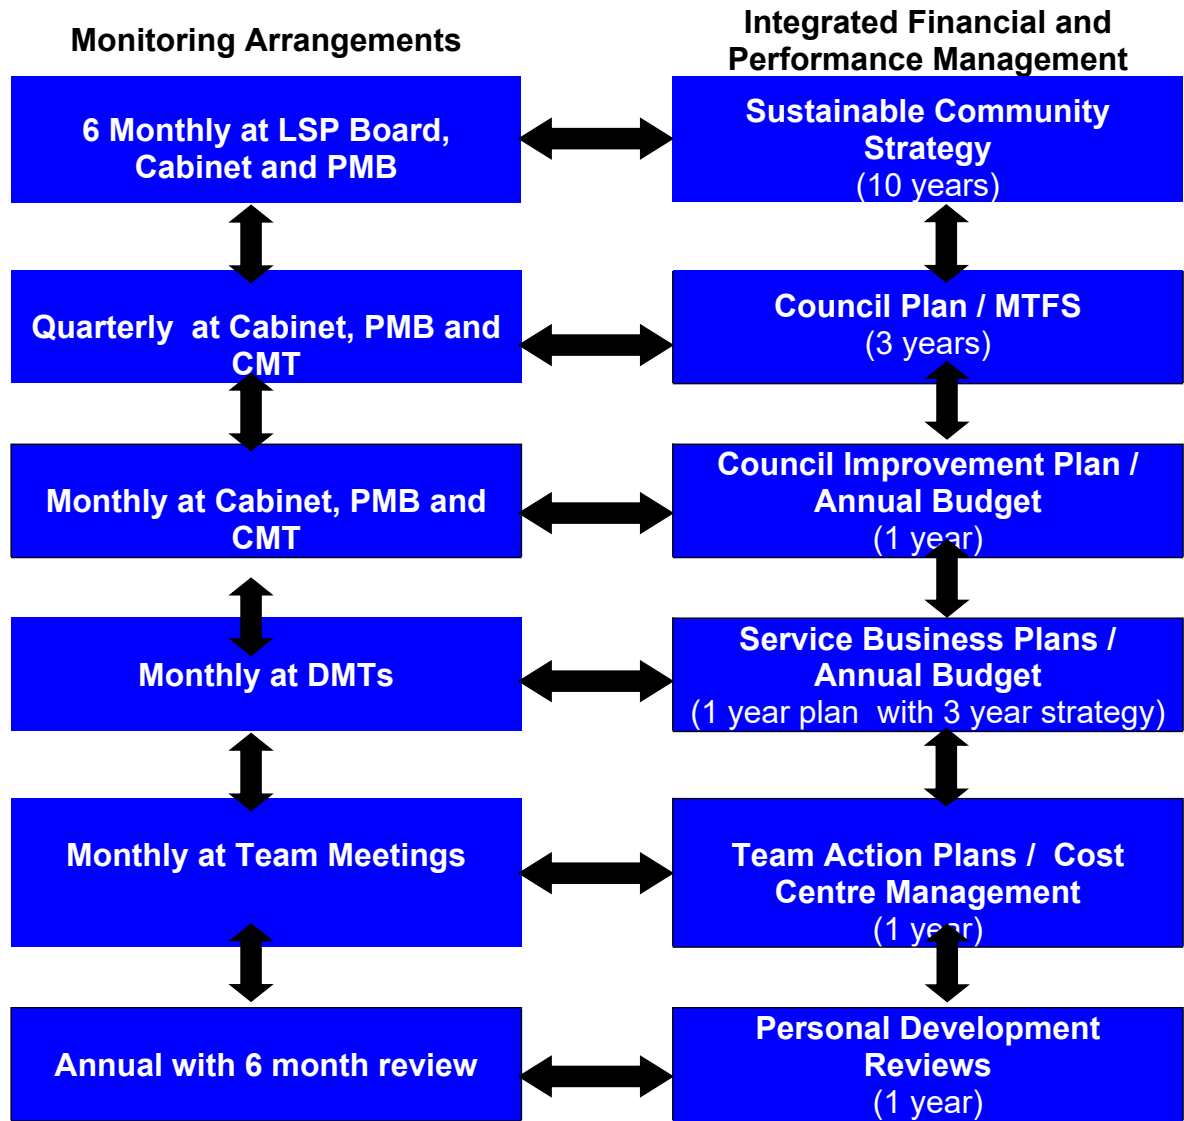 Monitoring Arrangements
Integrated Financial and
Performance Management
6 Monthly at LSP Board,
Cabinet and PMB
Sustainable Community
Strategy
(10 years)
Quarterly  at Cabinet, PMB and
CMT
Council Plan / MTFS
(3 years)
Monthly at Cabinet, PMB and
CMT
Council Improvement Plan /
Annual Budget
(1 year)
Monthly at DMTs
Service Business Plans /
Annual Budget
(1 year plan  with 3 year strategy)
Monthly at Team Meetings
Team Action Plans /  Cost
Centre Management
(1 year)
Annual with 6 month review
Personal Development
Reviews
(1 year)